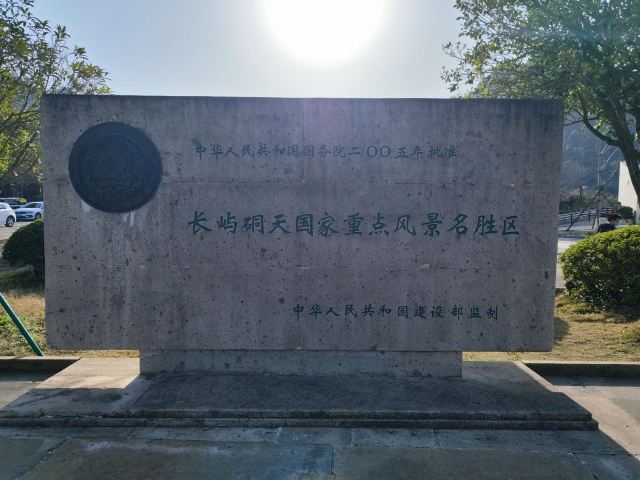 中华人民共和国国务院二〇〇五年批准
长屿硐天国家重点风景名胜区
中华人民共和国建设部监制